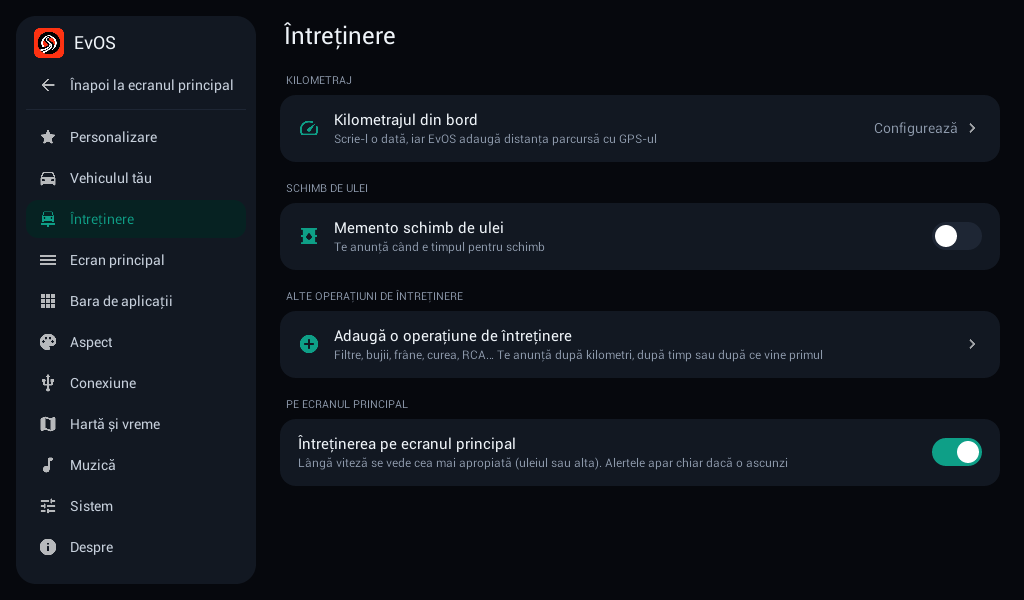 EvOS
Înapoi la ecranul principal
Personalizare
Vehiculul tău
Întreținere
Ecran principal
Bara de aplicații
Aspect
Conexiune
Hartă și vreme
Muzică
Sistem
Despre
Întreținere
KILOMETRAJ
Kilometrajul din bord
Scrie-l o dată, iar EvOS adaugă distanța parcursă cu GPS-ul
Configurează
SCHIMB DE ULEI
Memento schimb de ulei
Te anunță când e timpul pentru schimb
ALTE OPERAȚIUNI DE ÎNTREȚINERE
Adaugă o operațiune de întreținere
Filtre, bujii, frâne, curea, RCA... Te anunță după kilometri, după timp sau după ce vine primul
PE ECRANUL PRINCIPAL
Întreținerea pe ecranul principal
Lângă viteză se vede cea mai apropiată (uleiul sau alta). Alertele apar chiar dacă o ascunzi